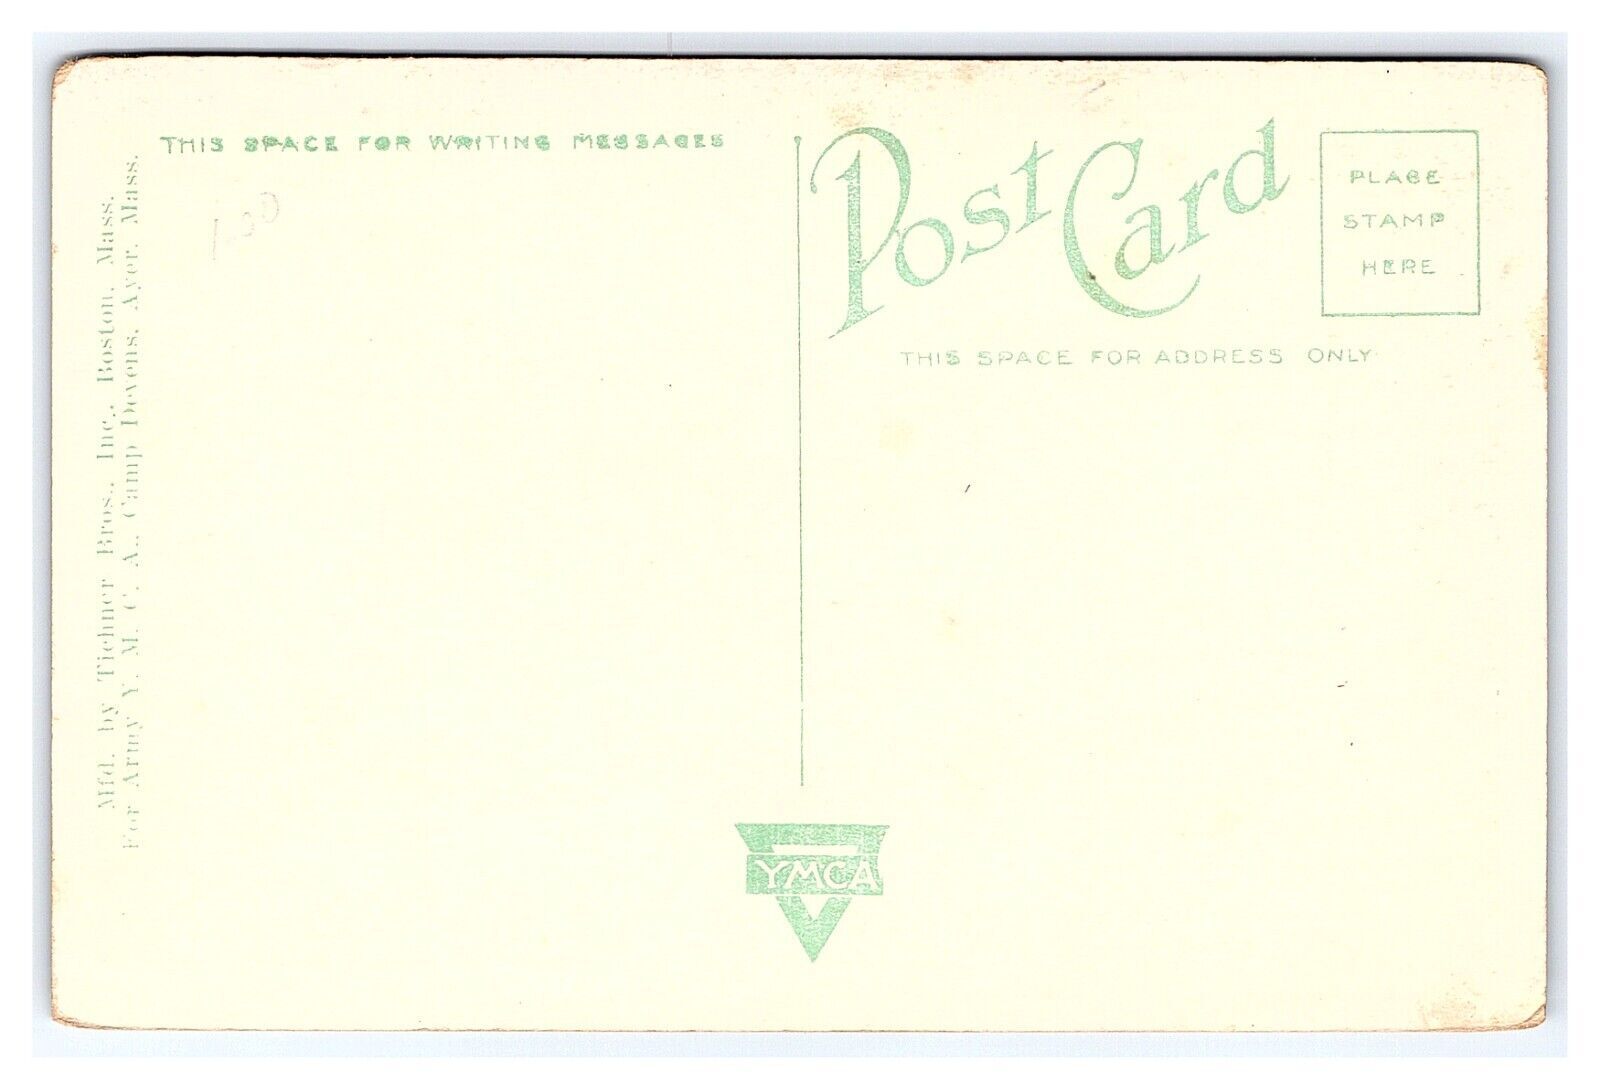 THIS SPACE FOR WRITING MESSAGES
Post Card
PLACE
STAMP
HERE
THIS SPACE FOR ADDRESS ONLY
Mfd. by Tichner Bros., Inc., Boston, Mass.
For Army Y. M. C. A., Camp Devens, Ayer, Mass.
YMCA